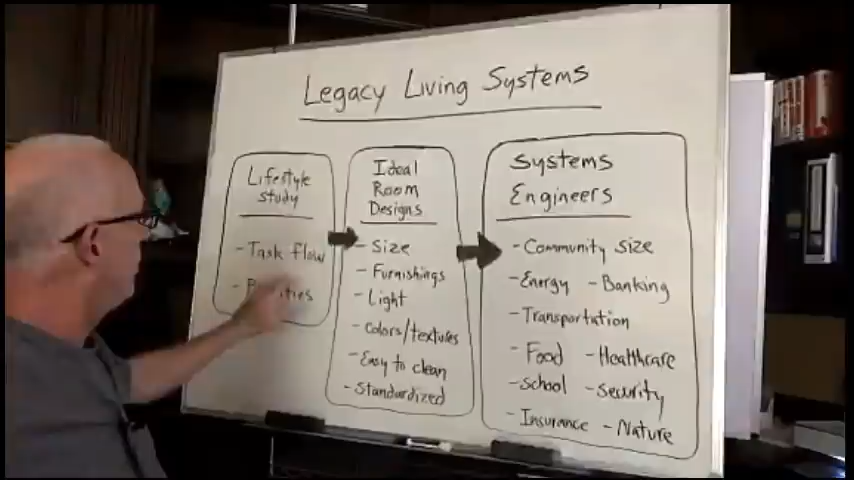 Legacy Living Systems
Lifestyle
study
- Task flow
Ideal
Room
Designs
- Size
- Furnishings
- Light
- Colors/textures
- Easy to clean
- Standardized
Systems
Engineers
- Community size
- Energy - Banking
- Transportation
- Food - Healthcare
- School - Security
- Insurance - Nature